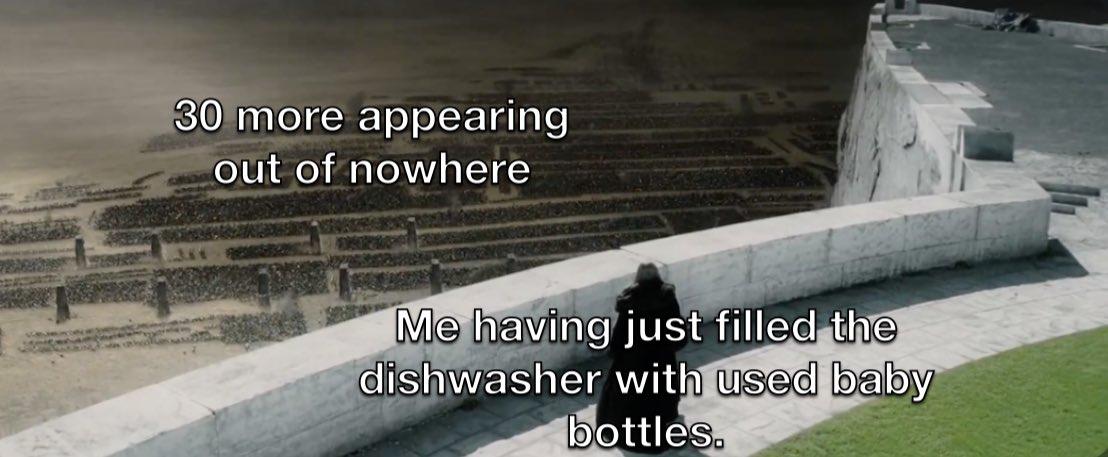 30 more appearing
out of nowhere
Me having just filled the
dishwasher with used baby
bottles.